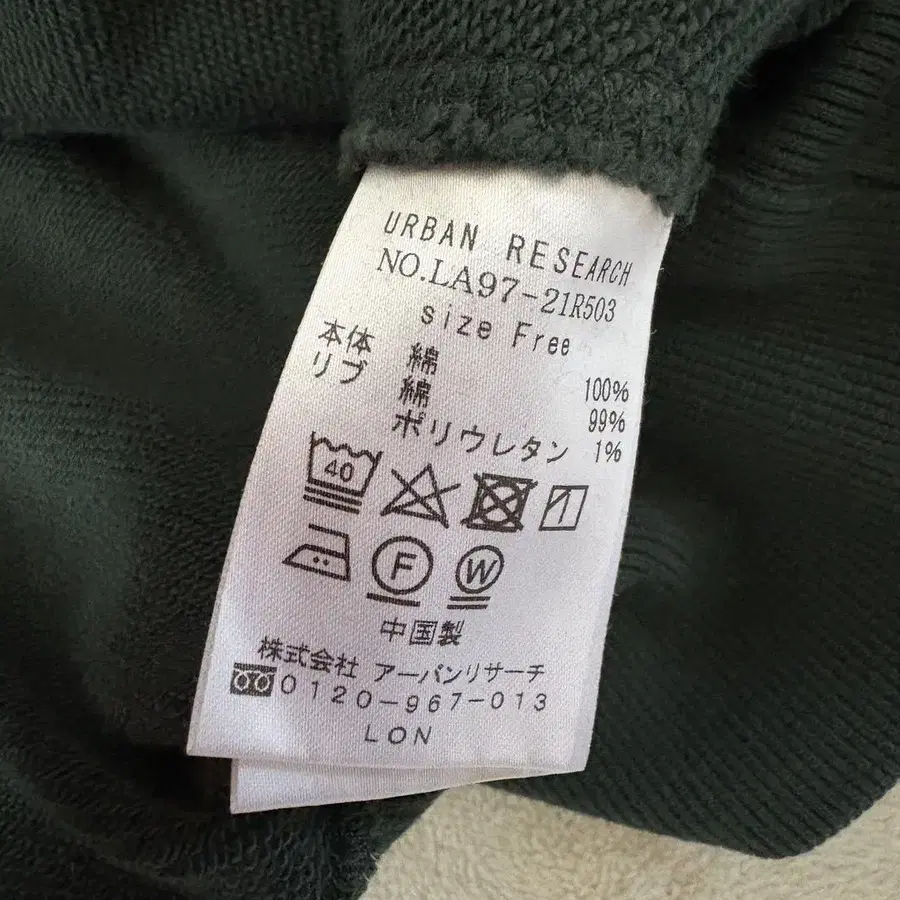 URBAN RESEARCH
NO.LA97-21R503
size Free
本体 綿 100%
リブ 綿 99%
ポリウレタン 1%
40
F W
中国製
株式会社 アーバンリサーチ
0120-967-013
LON